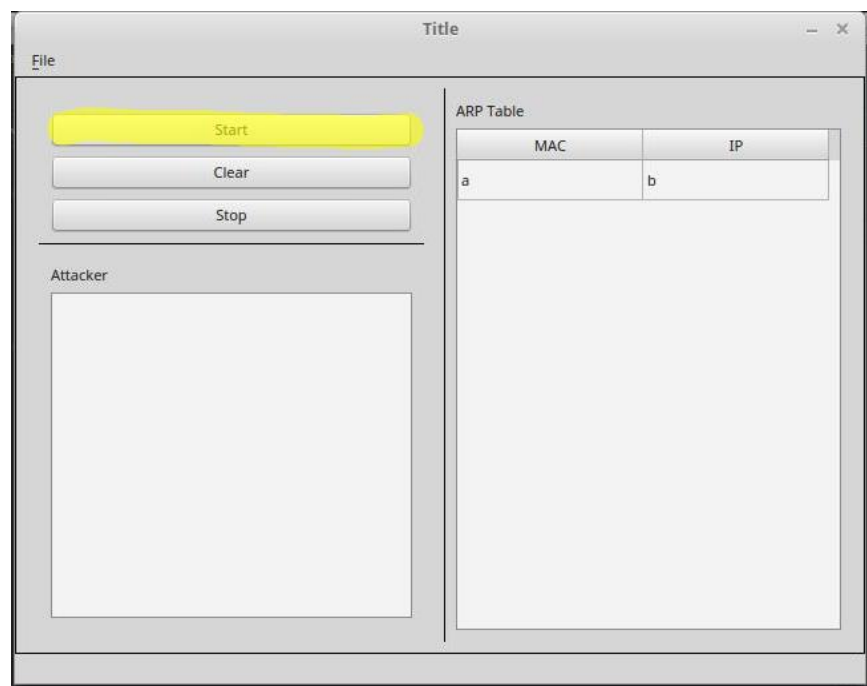 Title
File
Start
Clear
Stop
Attacker
ARP Table
MAC IP
a b